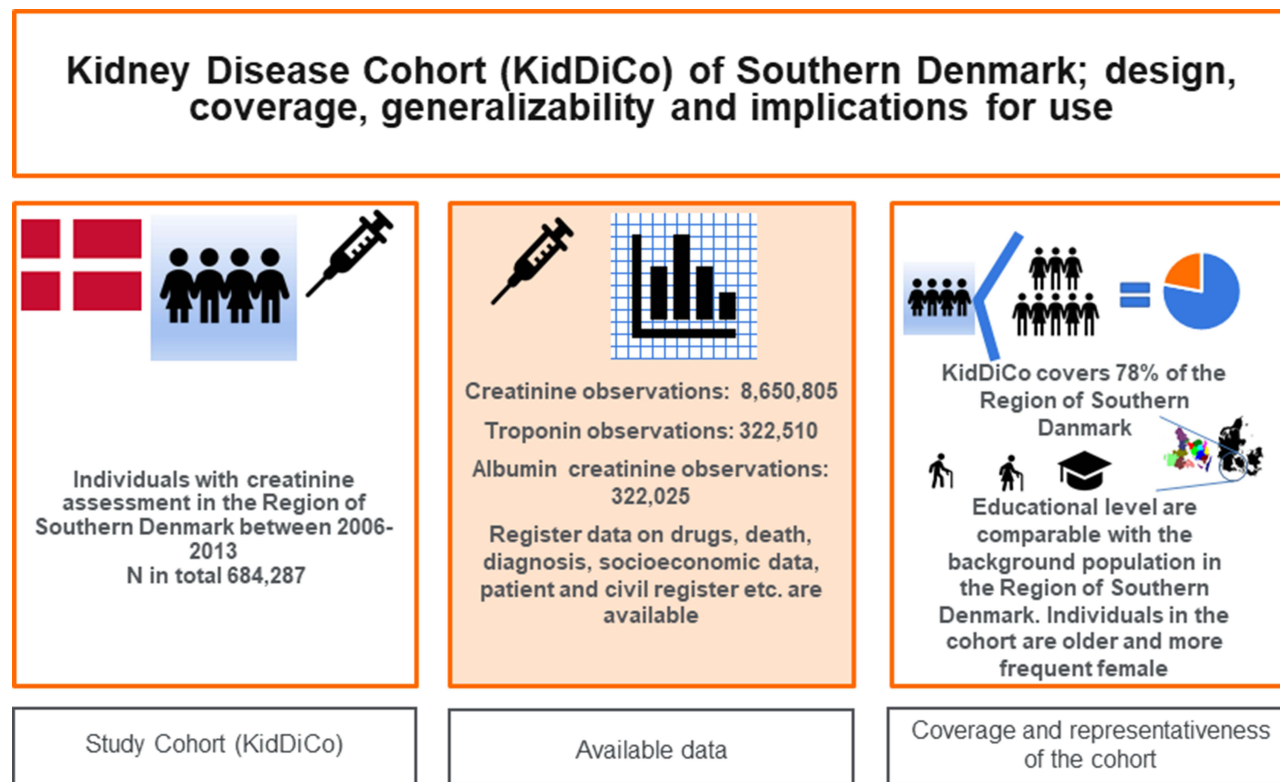 Kidney Disease Cohort (KidDiCo) of Southern Denmark; design,
coverage, generalizability and implications for use
Individuals with creatinine
assessment in the Region of
Southern Denmark between 2006-
2013
N in total 684,287
Study Cohort (KidDiCo)
Creatinine observations: 8,650,805
Troponin observations: 322,510
Albumin creatinine observations:
322,025
Register data on drugs, death,
diagnosis, socioeconomic data,
patient and civil register etc. are
available
Available data
KidDiCo covers 78% of the
Region of Southern
Danmark
Educational level are
comparable with the
background population in
the Region of Southern
Denmark. Individuals in the
cohort are older and more
frequent female
Coverage and representativeness
of the cohort